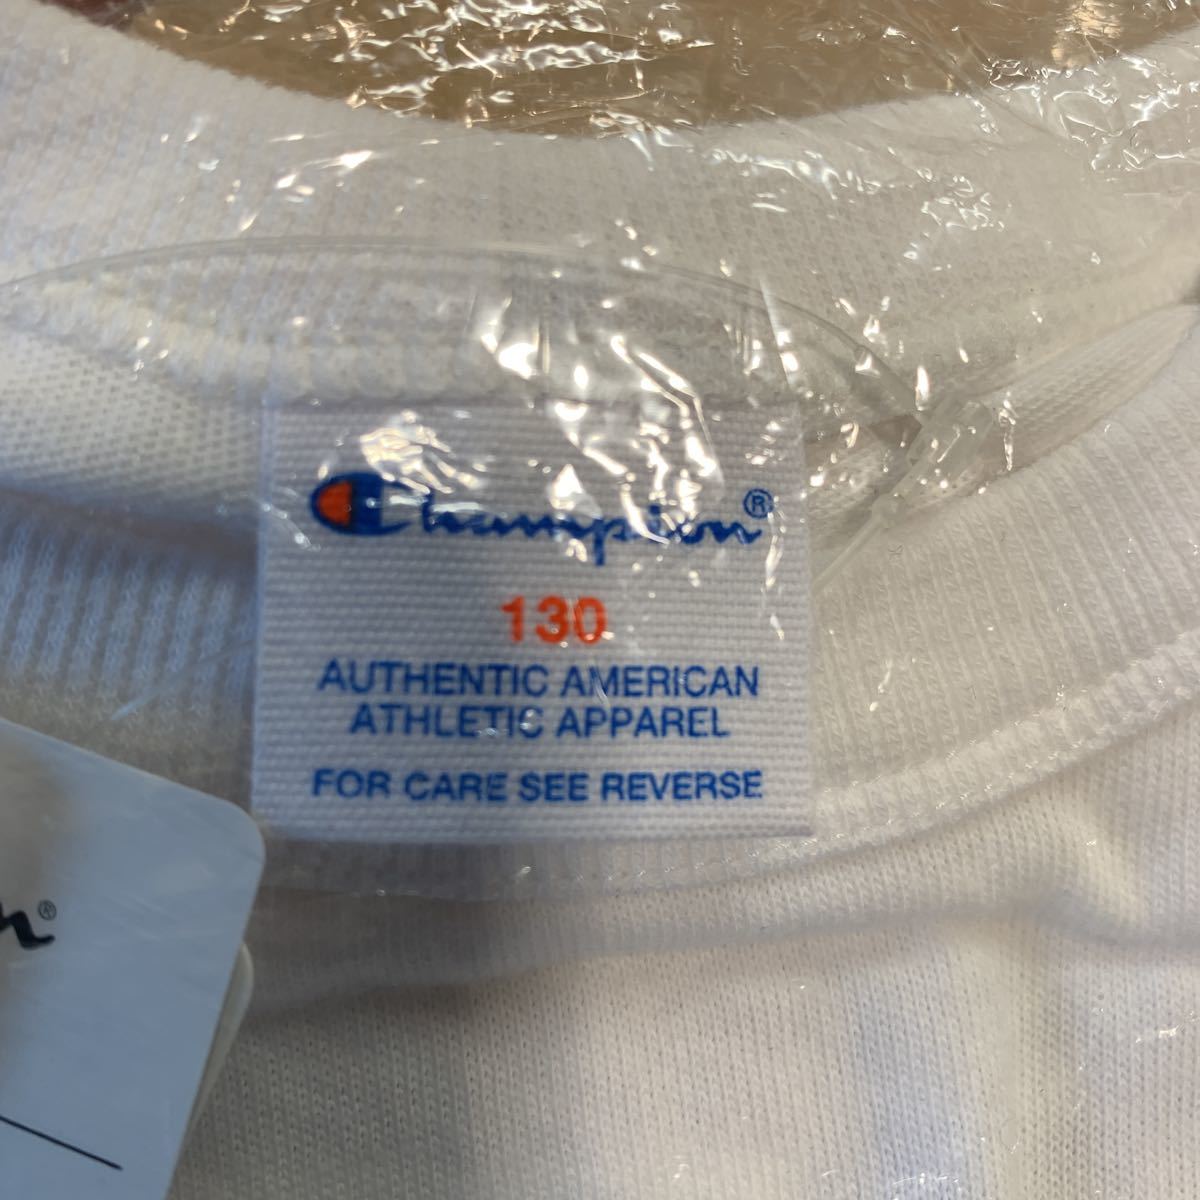 Champion®
130
AUTHENTIC AMERICAN
ATHLETIC APPAREL
FOR CARE SEE REVERSE
n®